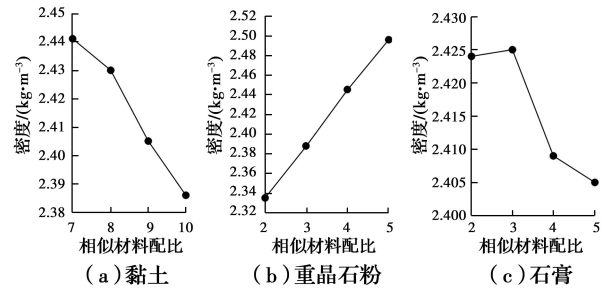 密度/(kg•m⁻³)
2.45
2.44
2.43
2.42
2.41
2.40
2.39
2.38
7 8 9 10
相似材料配比
(a)黏土
密度/(kg•m⁻³)
2.52
2.50
2.48
2.46
2.44
2.42
2.40
2.38
2.36
2.34
2.32
2 3 4 5
相似材料配比
(b)重晶石粉
密度/(kg•m⁻³)
2.430
2.425
2.420
2.415
2.410
2.405
2.400
2 3 4 5
相似材料配比
(c)石膏